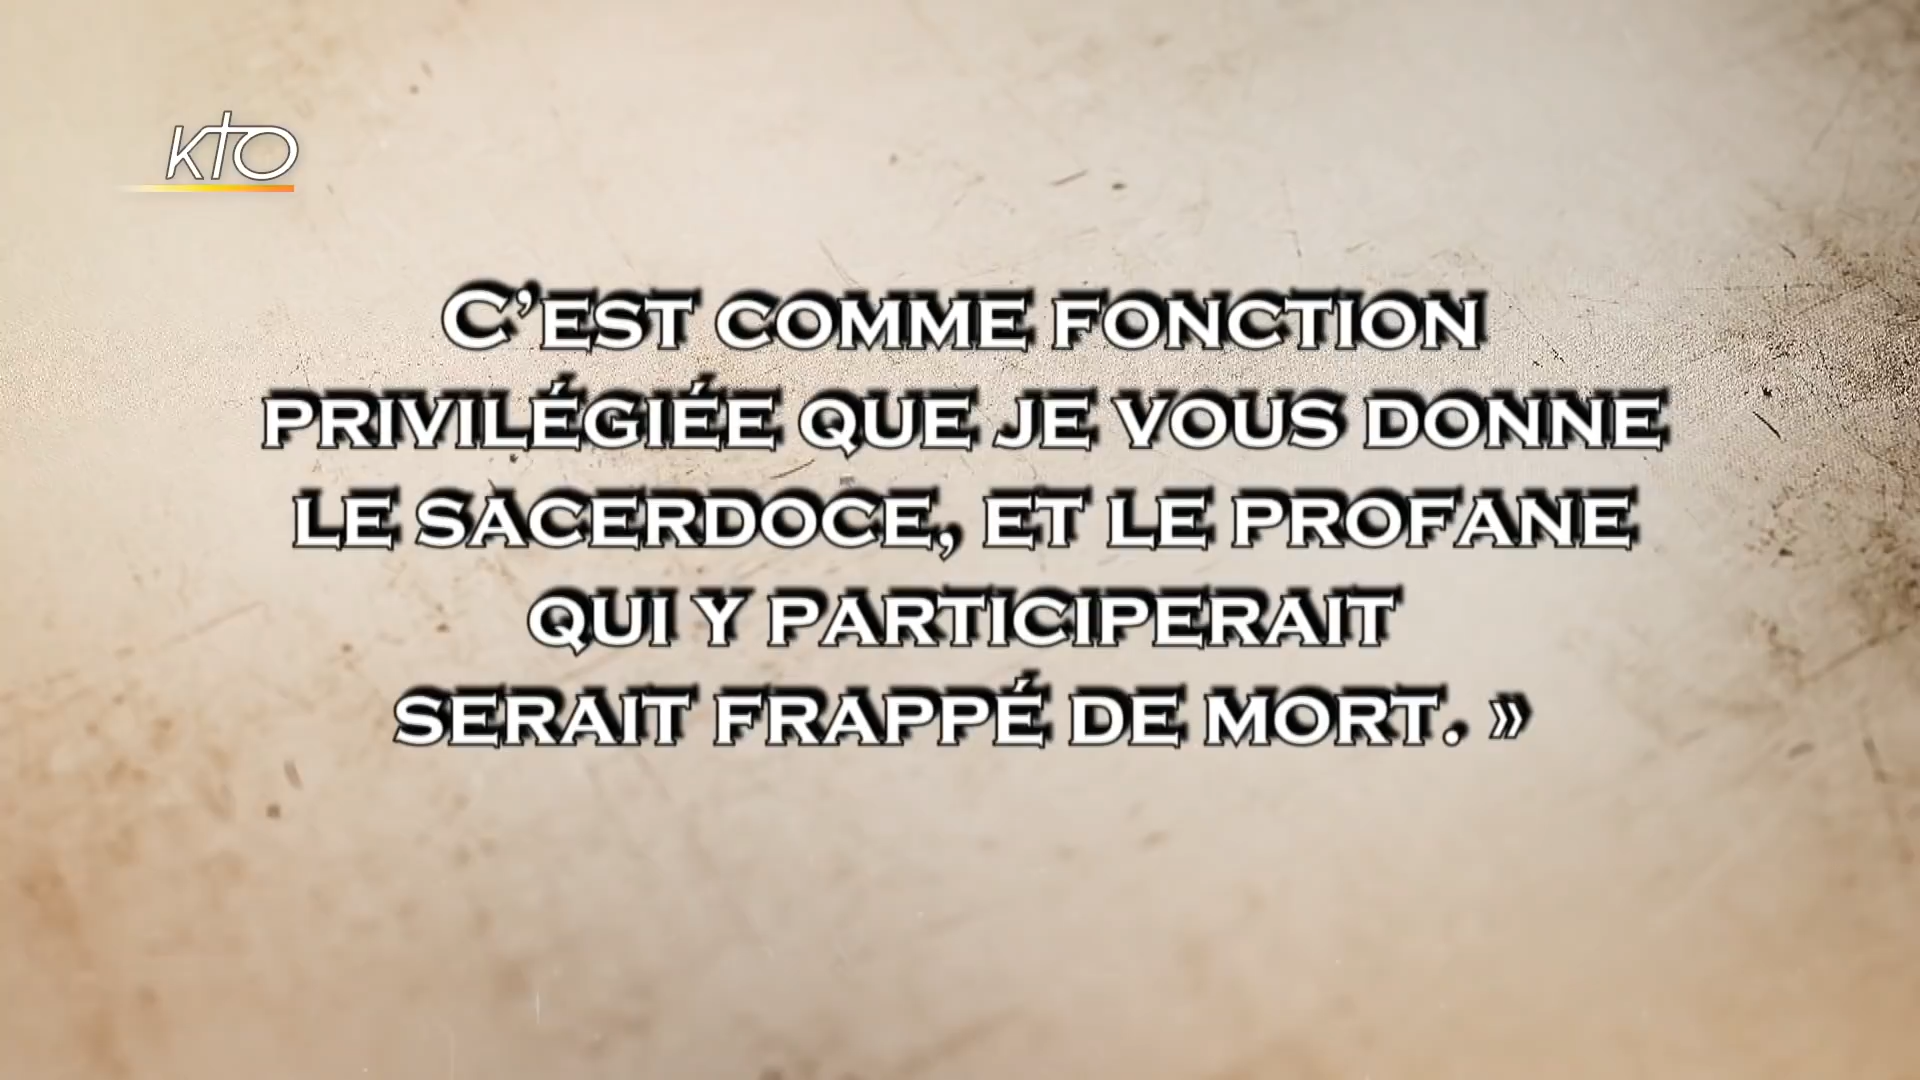 KTO
C’EST COMME FONCTION
PRIVILÉGIÉE QUE JE VOUS DONNE
LE SACERDOCE, ET LE PROFANE
QUI Y PARTICIPERAIT
SERAIT FRAPPÉ DE MORT. »